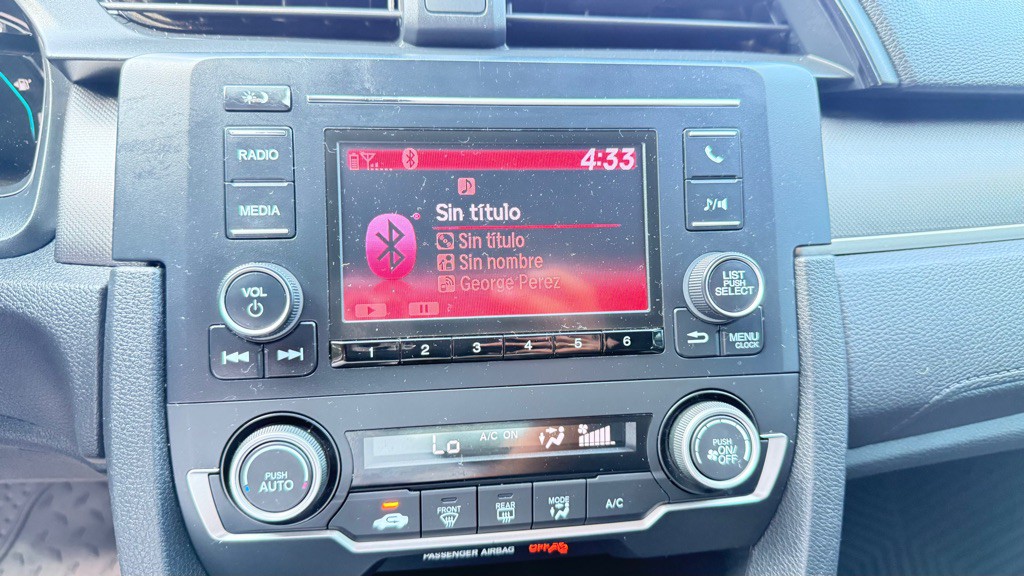 4:33
RADIO
MEDIA
Sin título
Sin título
Sin nombre
George Perez
VOL
LIST
PUSH
SELECT
MENU
CLOCK
1 2 3 4 5 6
Lo A/C ON
PUSH
AUTO
PUSH
ON/
OFF
FRONT
REAR
MODE
A/C
PASSENGER AIRBAG OFF